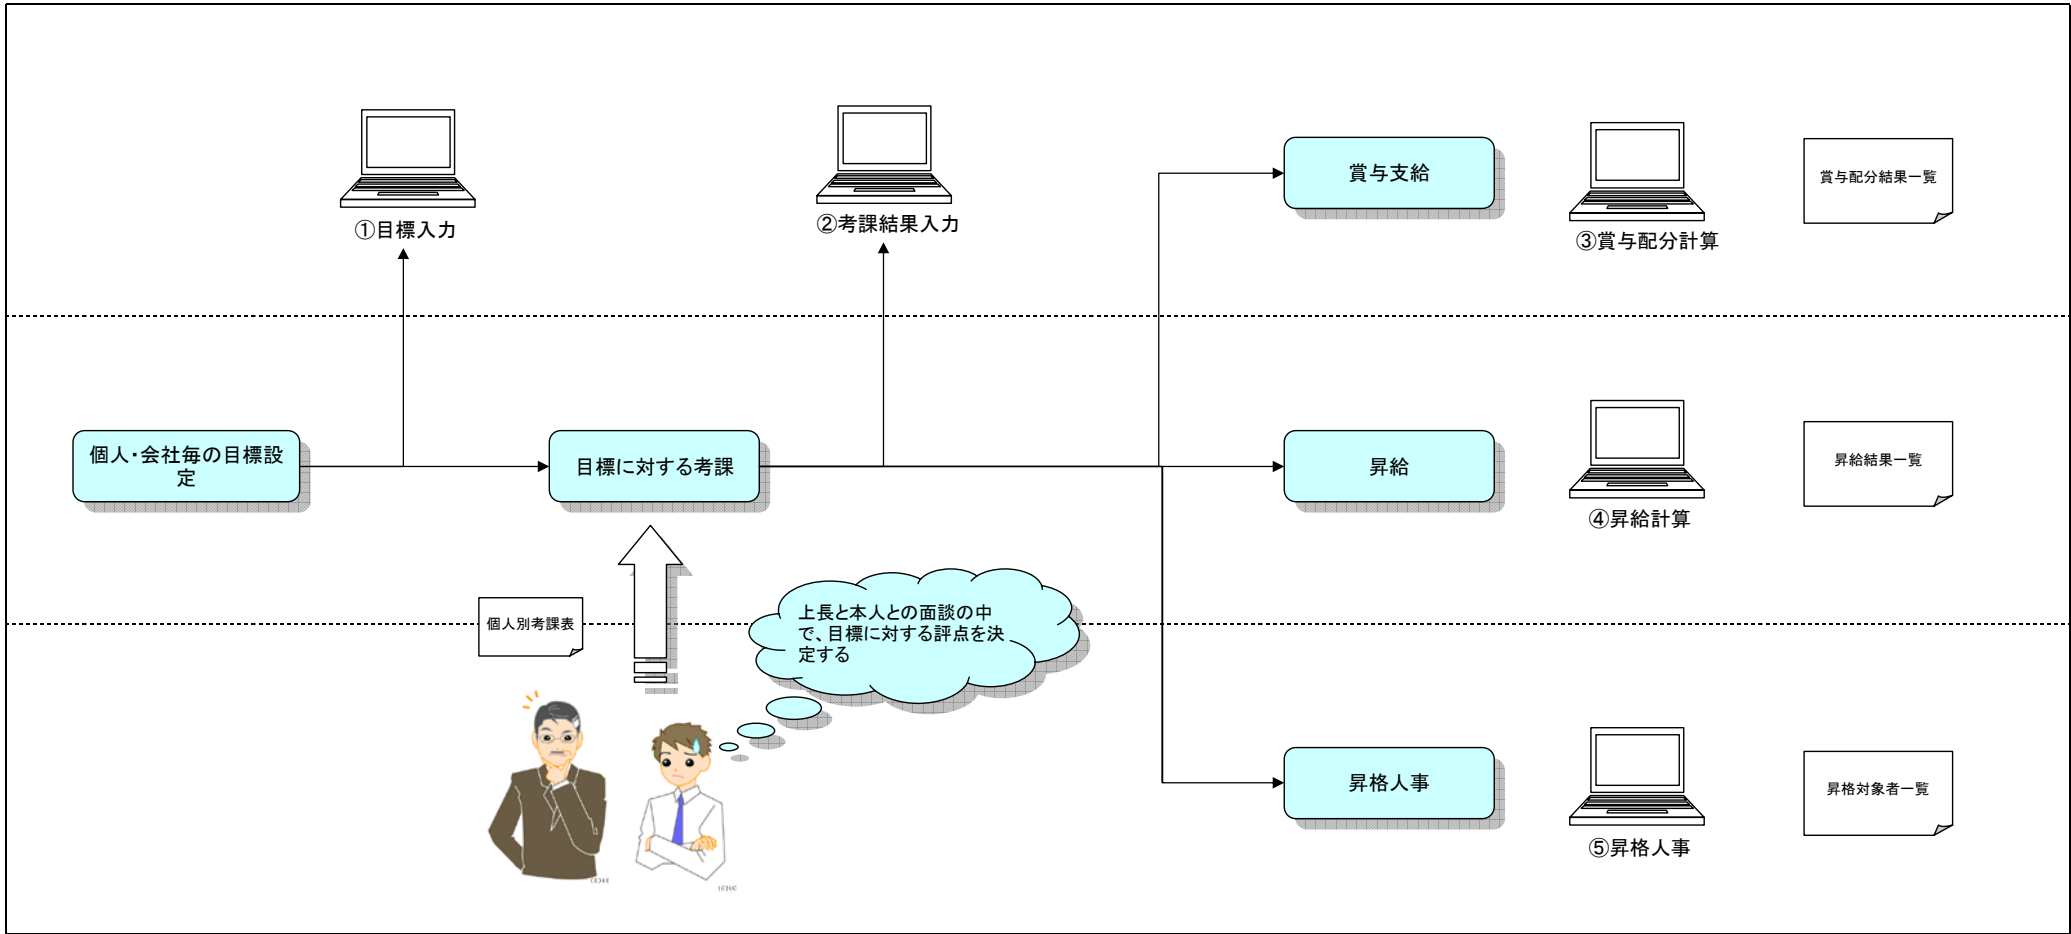 ①目標入力
②考課結果入力
賞与支給
③賞与配分計算
賞与配分結果一覧
個人・会社毎の目標設
定
目標に対する考課
昇給
④昇給計算
昇給結果一覧
個人別考課表
上長と本人との面談の中
で、目標に対する評点を決
定する
昇格人事
⑤昇格人事
昇格対象者一覧